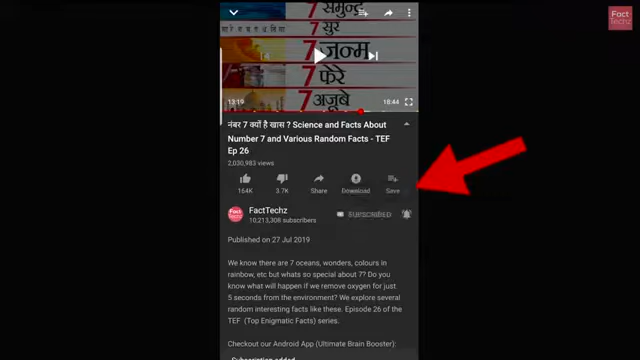 7 समुन्द्र
7 सुर
7 जन्म
7 फेरे
7 अजूबे
13:19
18:44
नंबर 7 क्यों है खास ? Science and Facts About
Number 7 and Various Random Facts - TEF
Ep 26
2,030,983 views
164K
3.7K
Share
Download
Save
Fact
Techz
FactTechz
SUBSCRIBED
10,213,308 subscribers
Published on 27 Jul 2019
We know there are 7 oceans, wonders, colours in
rainbow, etc but whats so special about 7? Do you
know what will happen if we remove oxygen for just
5 seconds from the environment? We explore several
random interesting facts like these. Episode 26 of the
TEF (Top Enigmatic Facts) series.
Checkout our Android App (Ultimate Brain Booster):
Subscription added
Fact
Techz